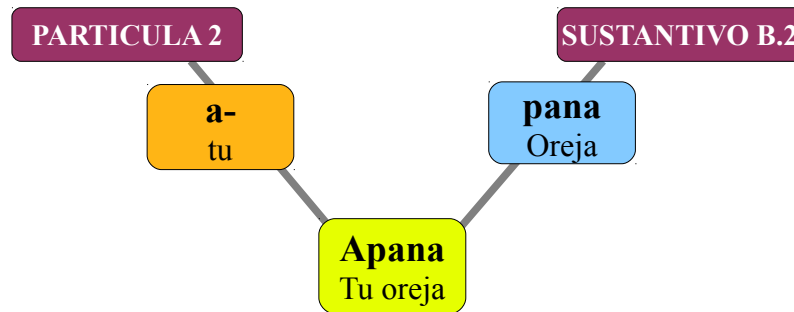 PARTICULA 2
SUSTANTIVO B.2
a-
tu
pana
Oreja
Apana
Tu oreja